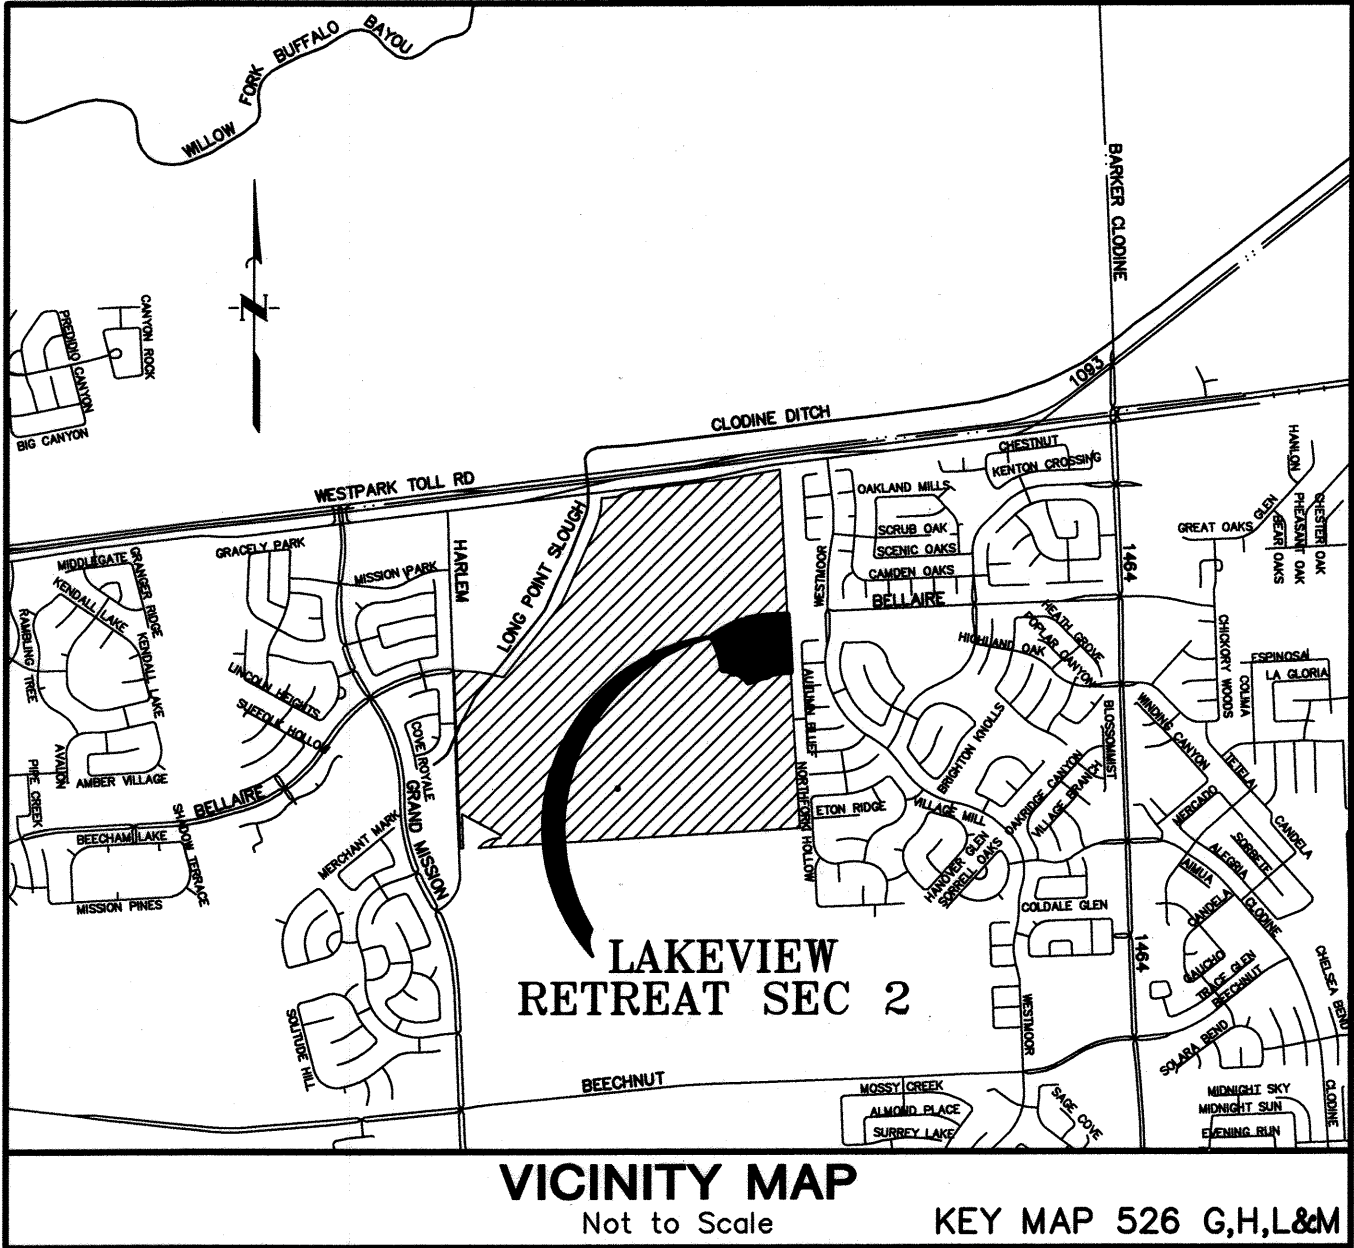 WILLOW FORK BUFFALO BAYOU
BARKER CLODINE
CANYON ROCK
PREDIDIO CANYON
BIG CANYON
N
1093
CLODINE DITCH
WESTPARK TOLL RD
CHESTNUT
KENTON CROSSING
HANLON
OAKLAND MILLS
GLEN
BEAR OAKS
PHEASANT OAK
CHESTER OAK
GREAT OAKS
SCRUB OAK
SCENIC OAKS
CAMDEN OAKS
WESTMOOR
BELLAIRE
1464
GRACELY PARK
MISSION PARK
HARLEM
LONG POINT SLOUGH
MIDDLEGATE
GRANGER RIDGE
KENDALL LAKE
KENDALL LAKE
RAMBLING TREE
HEATH GROVE
POPLAR CANYON
HIGHLAND OAK
CHICKORY WOODS
ESPINOSA
LA GLORIA
COLIMA
LINCOLN HEIGHTS
SUFFOLK HOLLOW
COVE ROYALE
GRAND MISSION
AUTUMN BLUFF
NORTHFORK HOLLOW
BRIGHTON KNOLLS
BLOSSOMMIST
WINDING CANYON
TETELA
AVALON
PIPE CREEK
AMBER VILLAGE
BELLAIRE
SHADOW TERRACE
BEECHAM LAKE
MISSION PINES
MERCHANT MARK
ETON RIDGE
VILLAGE MILL
OAKRIDGE CANYON
VILLAGE BRANCH
HANOVER GLEN
SORRELL OAKS
MERCADO
SORBETE
CANDELA
ALEGRIA
AIMUA
CANDELA
CLODINE
COLDALE GLEN
1464
GAUCHO
TRACE GLEN
BEECHNUT
CHELSEA BEND
LAKEVIEW
RETREAT SEC 2
SOLITUDE HILL
WESTMOOR
SOLARA BEND
BEECHNUT
MOSSY CREEK
ALMOND PLACE
SURREY LAKE
SAGE COVE
MIDNIGHT SKY
MIDNIGHT SUN
EVENING RUN
CLODINE
VICINITY MAP
Not to Scale
KEY MAP 526 G,H,L&M